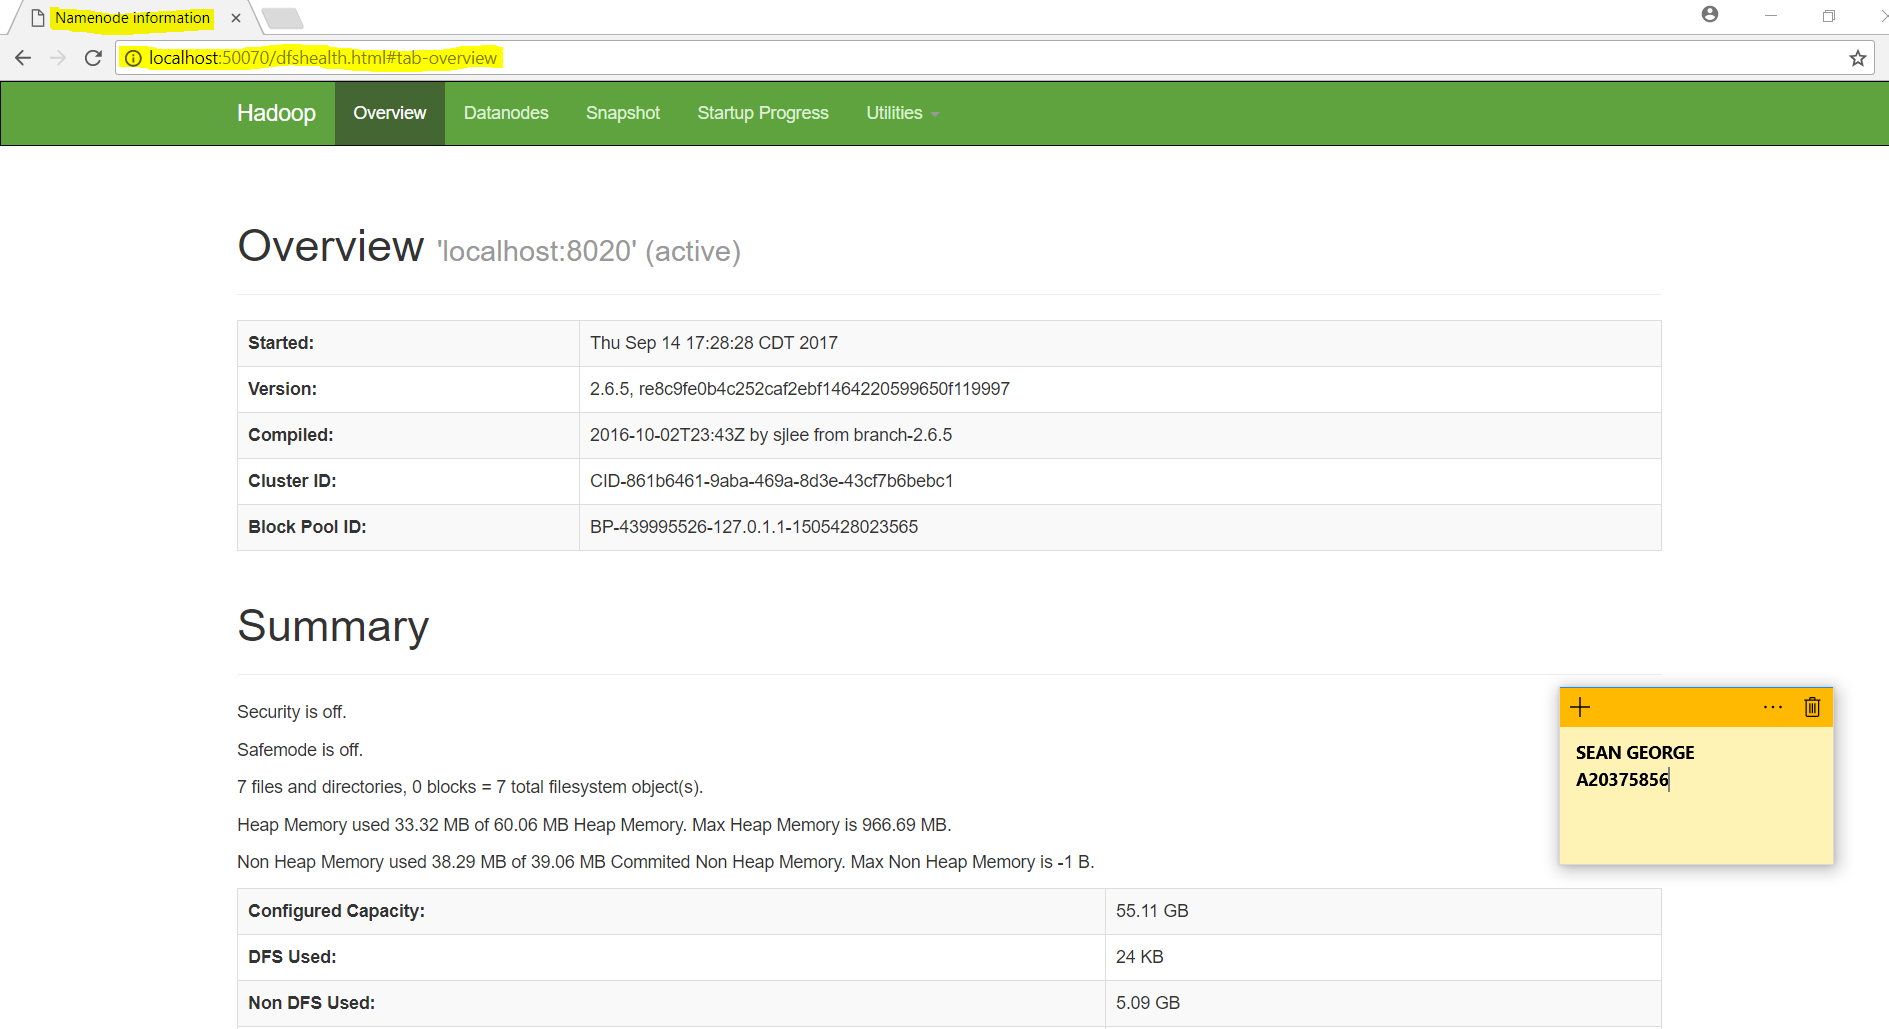 Namenode information
localhost:50070/dfshealth.html#tab-overview
Hadoop Overview Datanodes Snapshot Startup Progress Utilities
Overview 'localhost:8020' (active)
Started: Thu Sep 14 17:28:28 CDT 2017
Version: 2.6.5, re8c9fe0b4c252caf2ebf1464220599650f119997
Compiled: 2016-10-02T23:43Z by sjlee from branch-2.6.5
Cluster ID: CID-861b6461-9aba-469a-8d3e-43cf7b6bebc1
Block Pool ID: BP-439995526-127.0.1.1-1505428023565
Summary
Security is off.
Safemode is off.
7 files and directories, 0 blocks = 7 total filesystem object(s).
Heap Memory used 33.32 MB of 60.06 MB Heap Memory. Max Heap Memory is 966.69 MB.
Non Heap Memory used 38.29 MB of 39.06 MB Commited Non Heap Memory. Max Non Heap Memory is -1 B.
Configured Capacity: 55.11 GB
DFS Used: 24 KB
Non DFS Used: 5.09 GB
SEAN GEORGE
A20375856